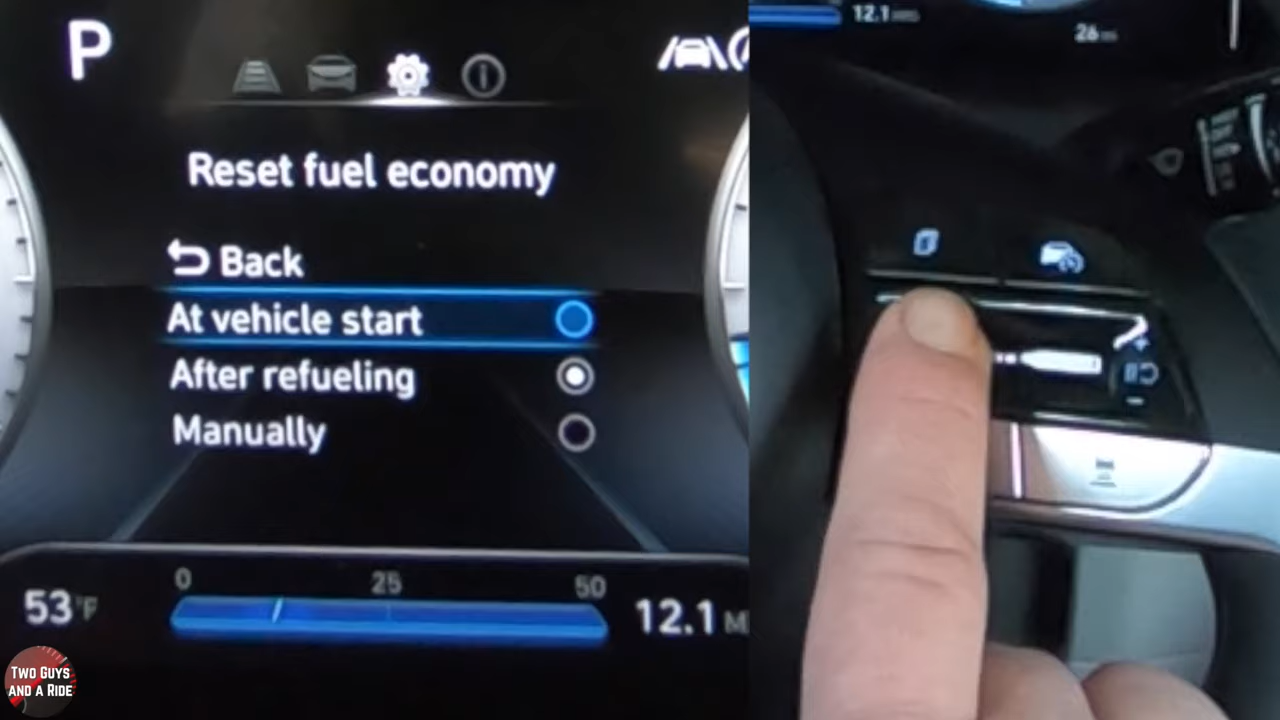 P
Reset fuel economy
Back
At vehicle start
After refueling
Manually
0 25 50
53°F
12.1
TWO GUYS
AND A RIDE
12.1
26